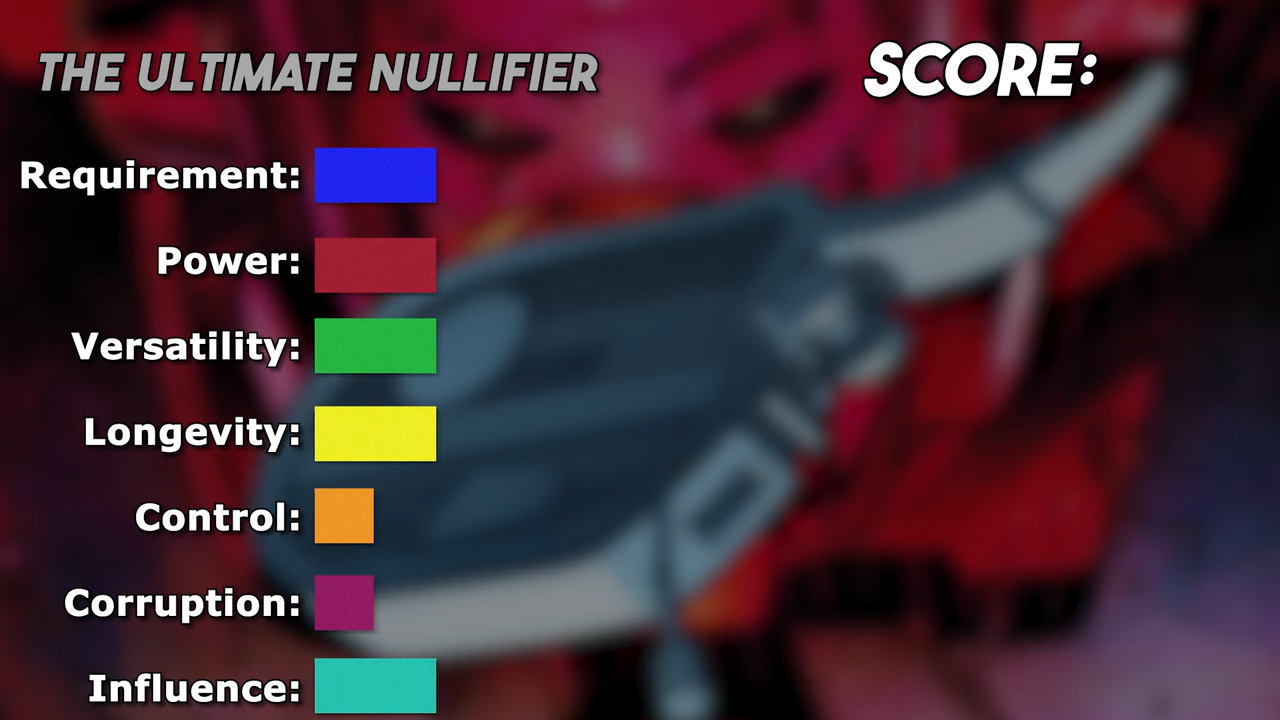 THE ULTIMATE NULLIFIER
SCORE:
Requirement:
Power:
Versatility:
Longevity:
Control:
Corruption:
Influence: